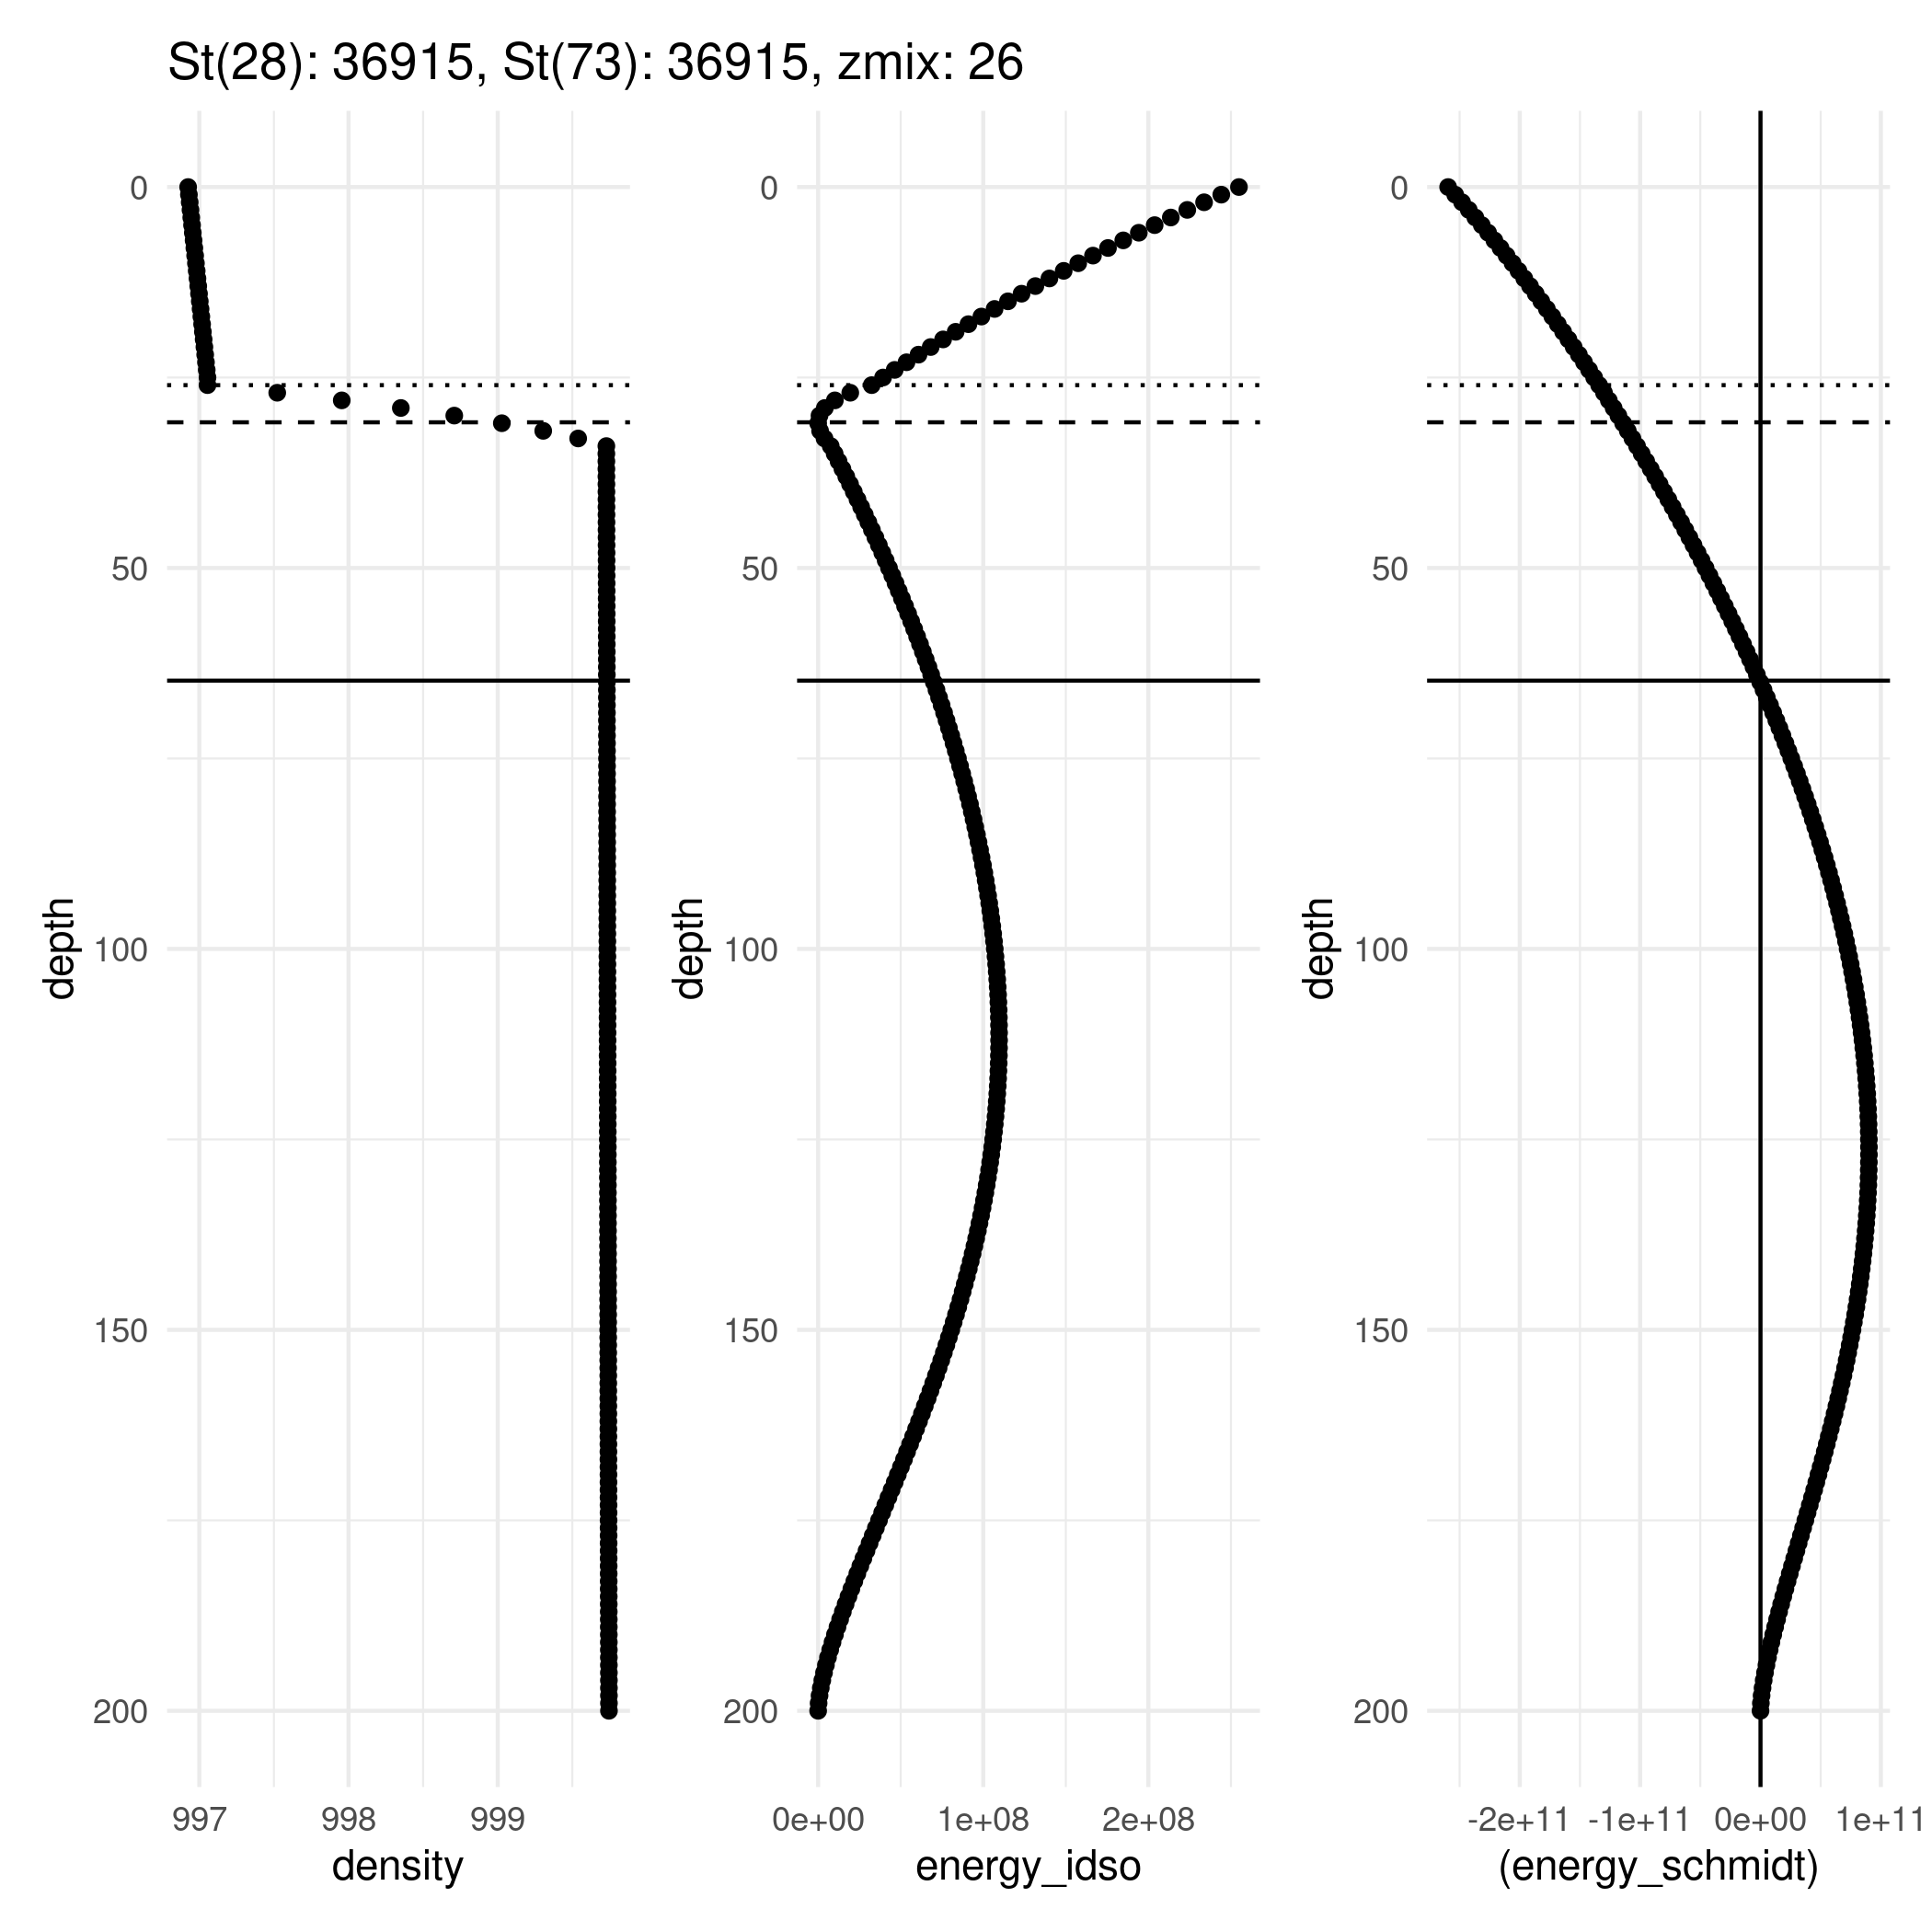 St(28): 36915, St(73): 36915, zmix: 26
0
50
100
150
200
depth
997 998 999
density
0
50
100
150
200
depth
0e+00 1e+08 2e+08
energy_idso
0
50
100
150
200
depth
-2e+11 -1e+11 0e+00 1e+11
(energy_schmidt)